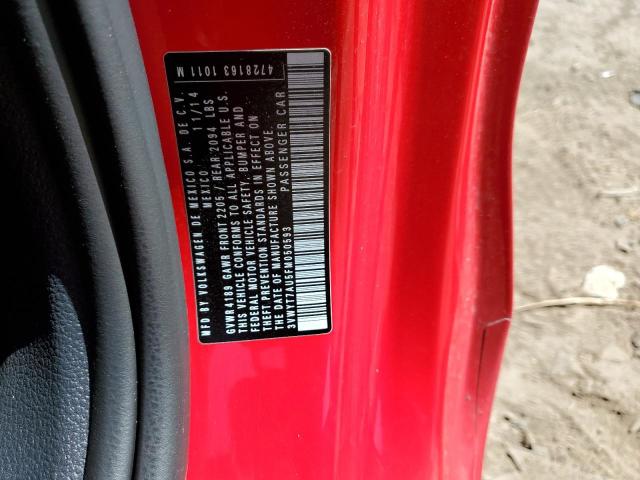 4728163 1011 M
MFD BY VOLKSWAGEN DE MEXICO S.A. DE C.V.
MEXICO. 11/14
GVWR 4189 GAWR FRONT 2205 / REAR 2094 LBS
THIS VEHICLE CONFORMS TO ALL APPLICABLE U.S.
FEDERAL MOTOR VEHICLE SAFETY, BUMPER AND
THEFT PREVENTION STANDARDS IN EFFECT ON
THE DATE OF MANUFACTURE SHOWN ABOVE.
3VW1T7AU5FM050593 PASSENGER CAR